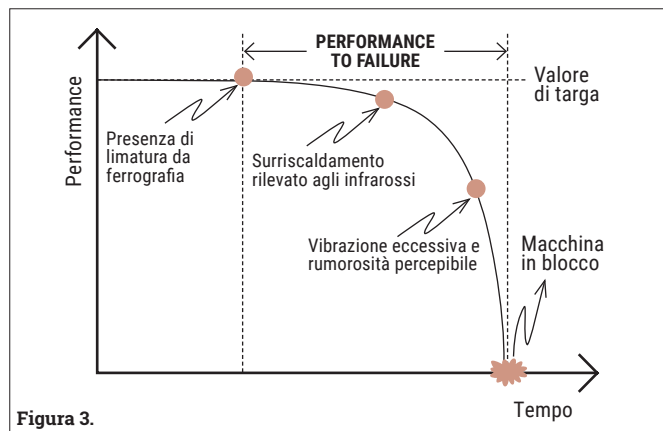 PERFORMANCE
TO FAILURE
Valore
di targa
Performance
Presenza di
limatura da
ferrografia
Surriscaldamento
rilevato agli infrarossi
Vibrazione eccessiva e
rumorosità percepibile
Macchina
in blocco
Tempo
Figura 3.